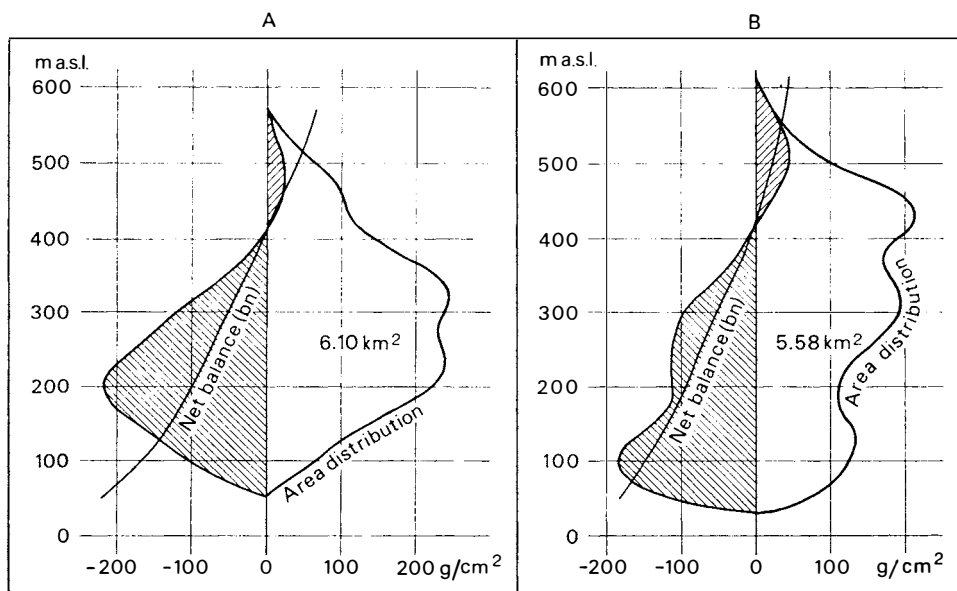 A
m a.s.l.
600
500
400
300
200
100
0
-200 -100 0 100 200 g/cm²
Net balance (bn)
6.10 km²
Area distribution
B
m a.s.l.
600
500
400
300
200
100
0
-200 -100 0 100 g/cm²
Net balance (bn)
5.58 km²
Area distribution